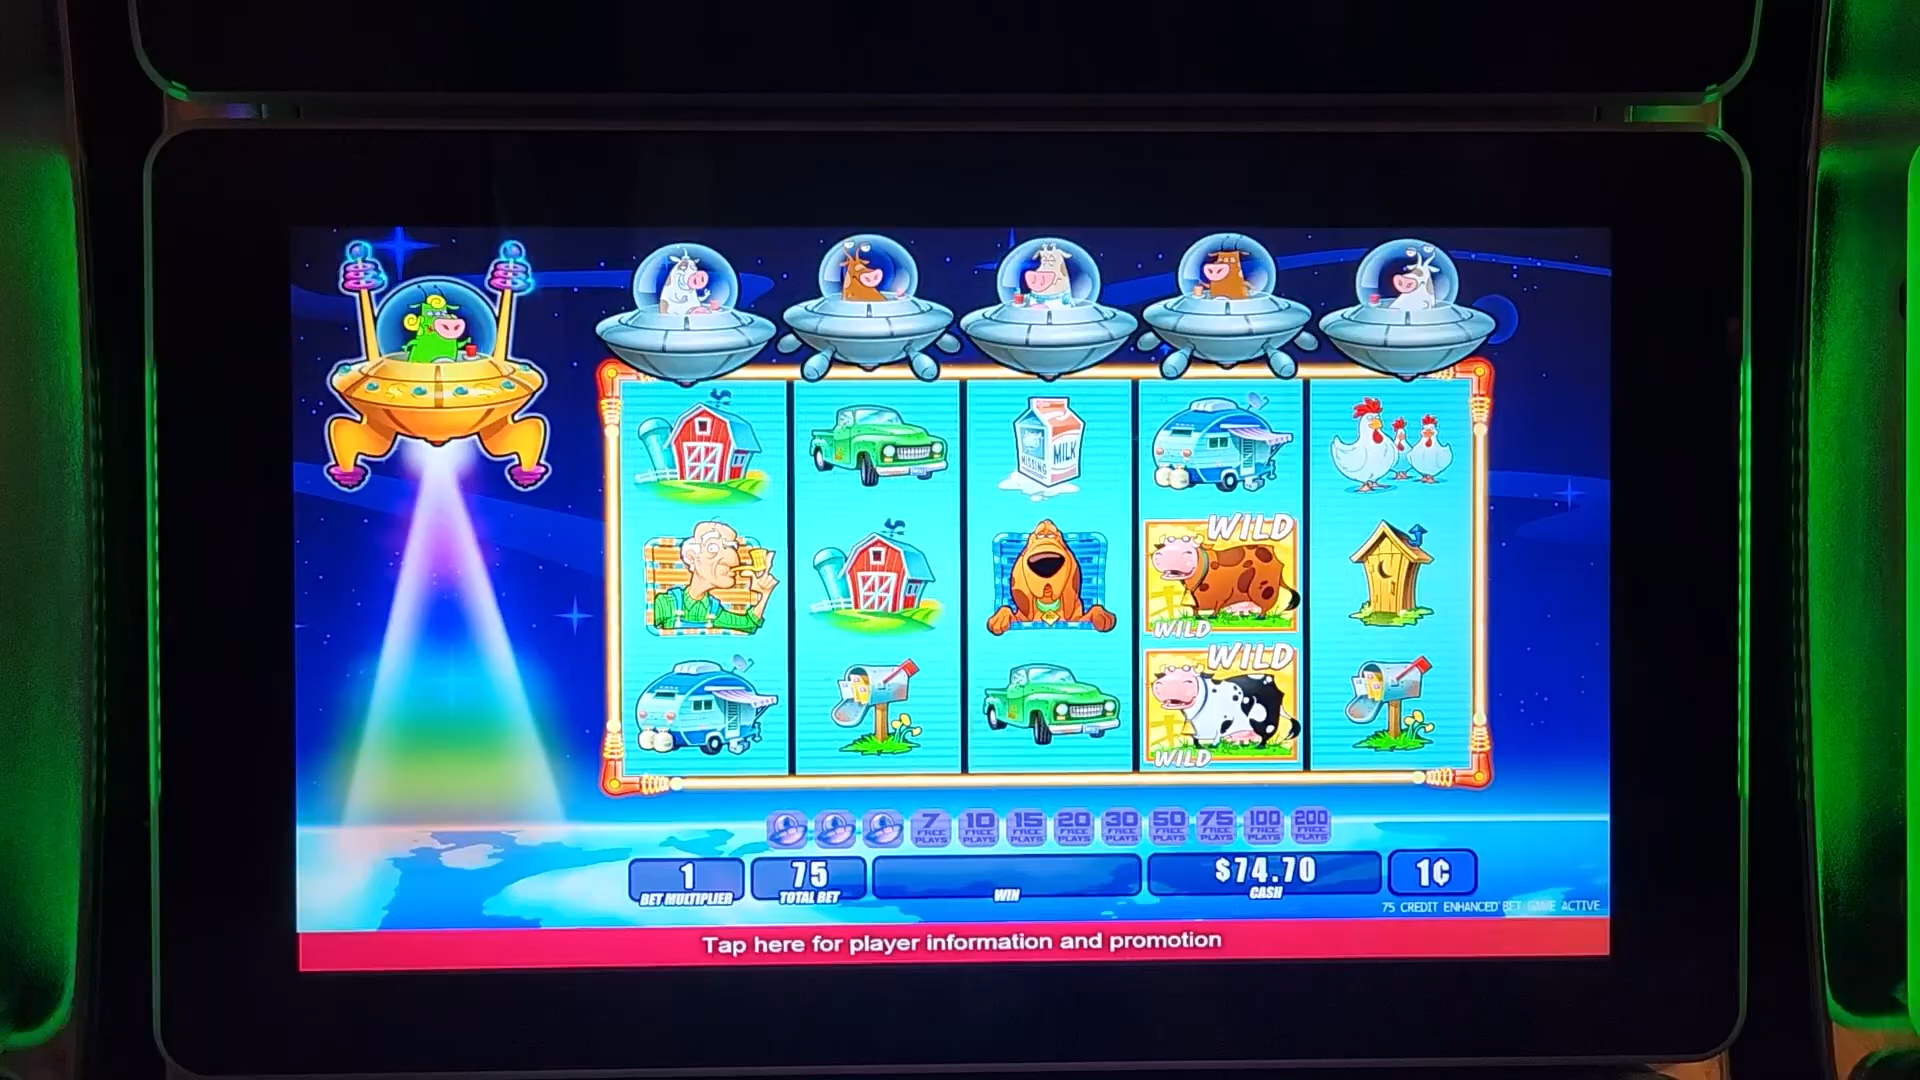 MISSING
MILK
WILD
WILD
WILD
WILD
7 FREE PLAYS
10 FREE PLAYS
15 FREE PLAYS
20 FREE PLAYS
30 FREE PLAYS
50 FREE PLAYS
75 FREE PLAYS
100 FREE PLAYS
200 FREE PLAYS
1
BET MULTIPLIER
75
TOTAL BET
WIN
$74.70
CASH
1¢
75 CREDIT ENHANCED BET GAME ACTIVE
Tap here for player information and promotion